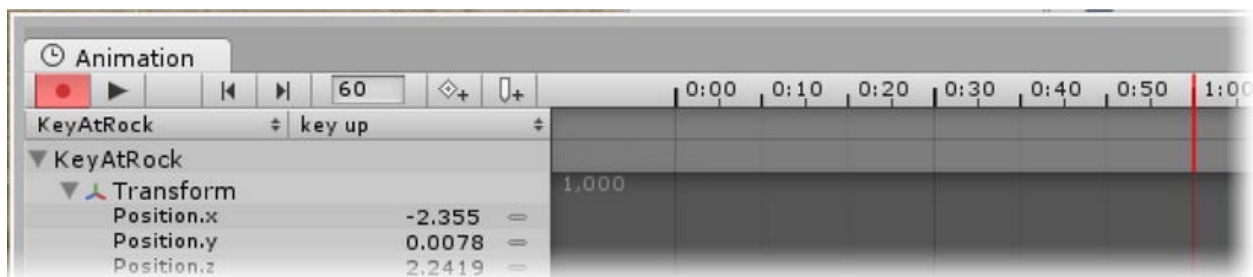 Animation
60 0:00 0:10 0:20 0:30 0:40 0:50 1:00
KeyAtRock key up
KeyAtRock
1,000
Transform
Position.x -2.355
Position.y 0.0078
Position.z 2.2419